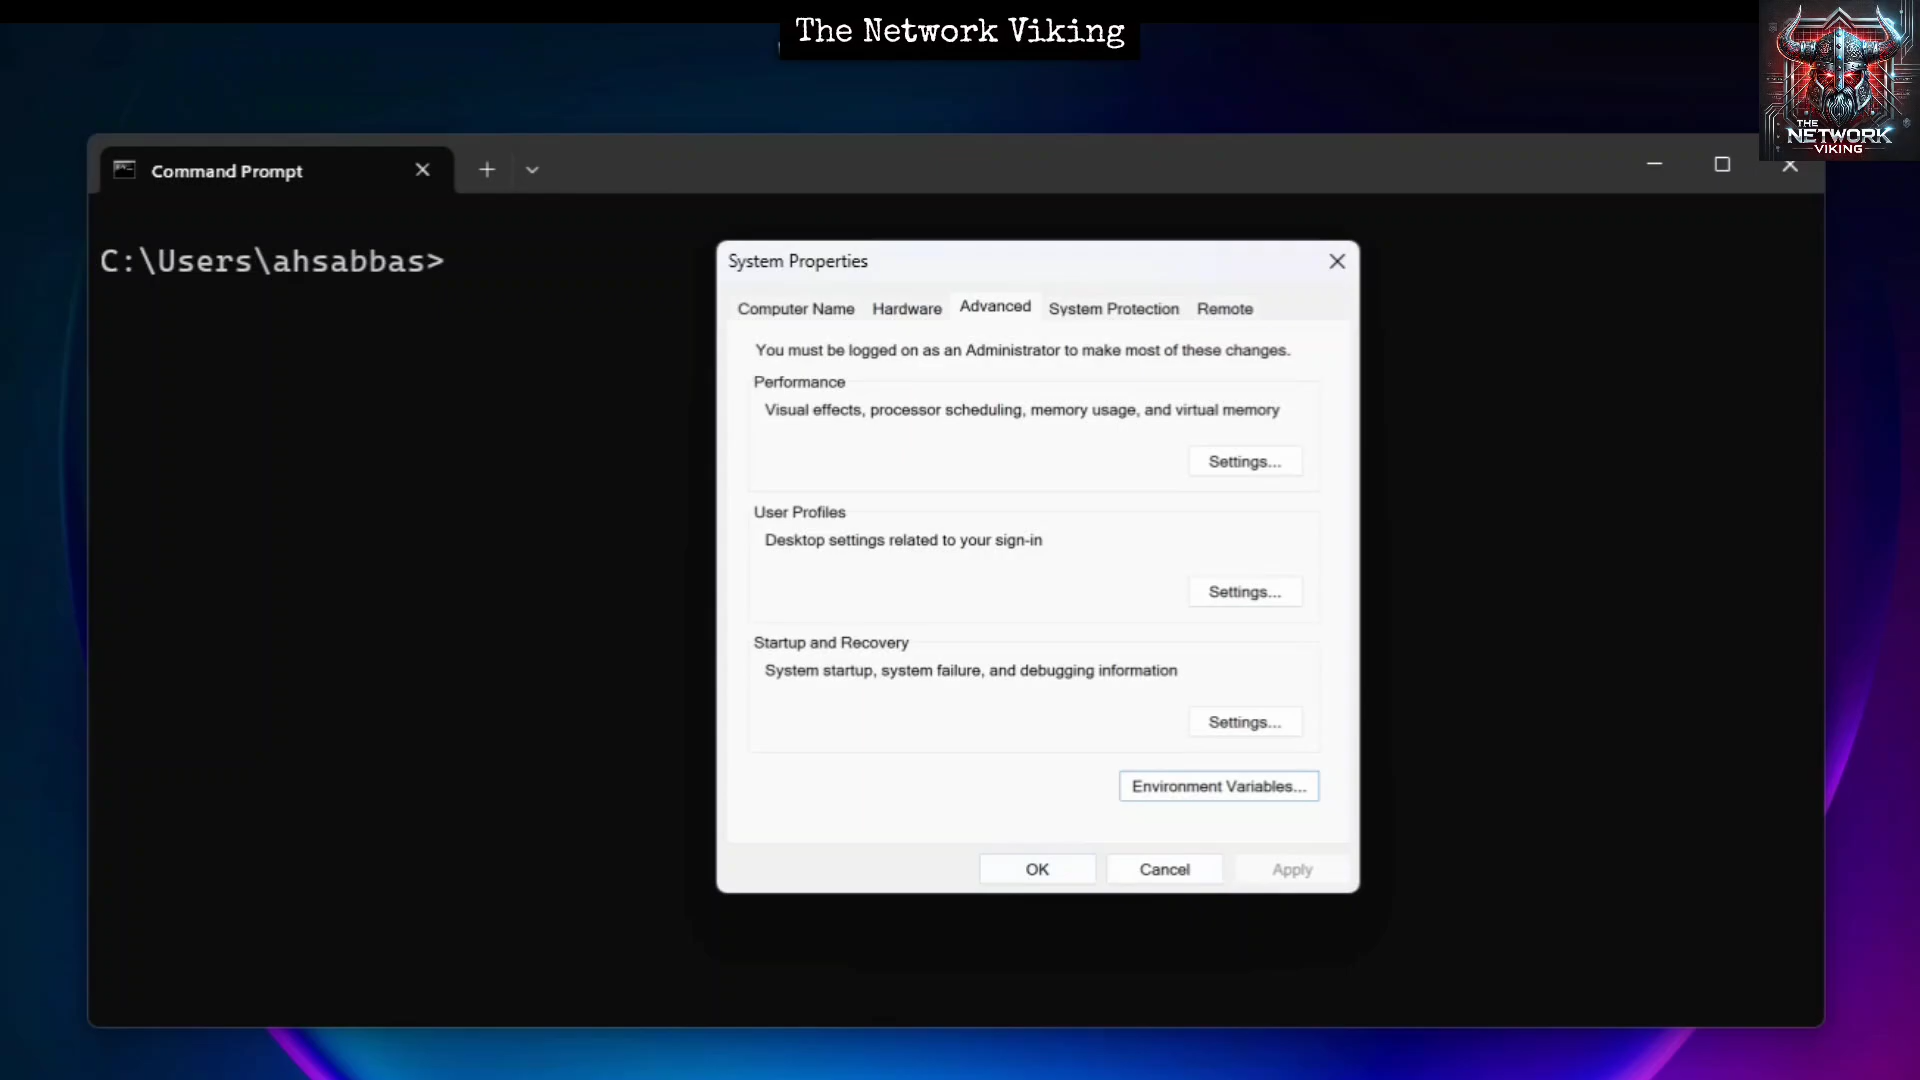 The Network Viking
THE
NETWORK
VIKING
Command Prompt
C:\Users\ahsabbas>
System Properties
Computer Name Hardware Advanced System Protection Remote
You must be logged on as an Administrator to make most of these changes.
Performance
Visual effects, processor scheduling, memory usage, and virtual memory
Settings...
User Profiles
Desktop settings related to your sign-in
Settings...
Startup and Recovery
System startup, system failure, and debugging information
Settings...
Environment Variables...
OK Cancel Apply